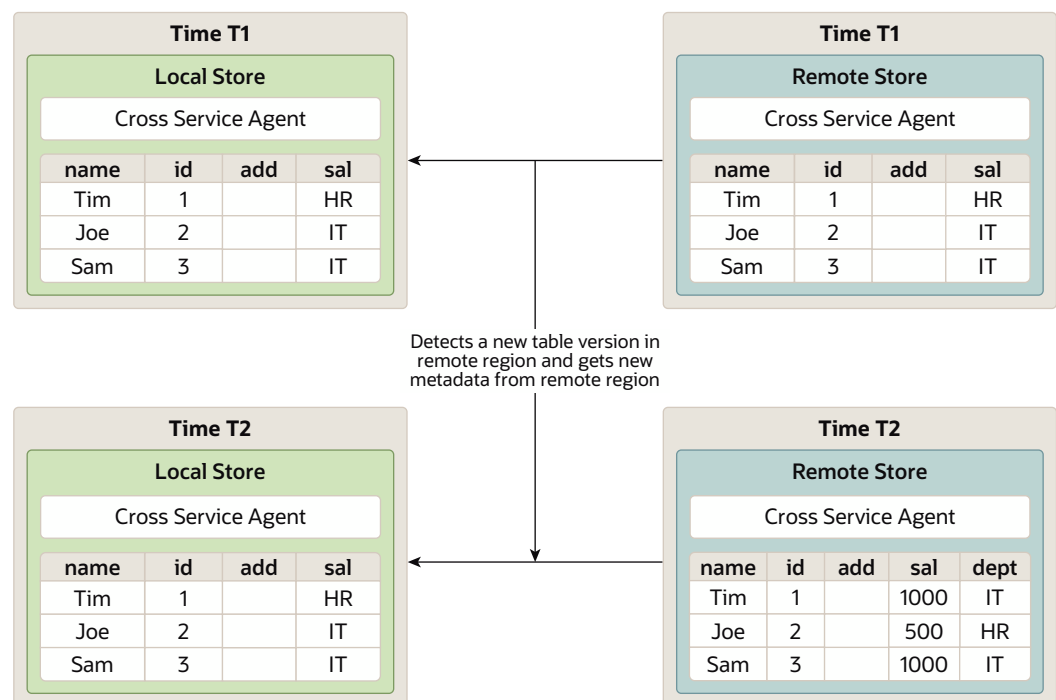 Time T1
Local Store
Cross Service Agent
name id add sal
Tim 1 HR
Joe 2 IT
Sam 3 IT
Time T1
Remote Store
Cross Service Agent
name id add sal
Tim 1 HR
Joe 2 IT
Sam 3 IT
Detects a new table version in
remote region and gets new
metadata from remote region
Time T2
Local Store
Cross Service Agent
name id add sal
Tim 1 HR
Joe 2 IT
Sam 3 IT
Time T2
Remote Store
Cross Service Agent
name id add sal dept
Tim 1 1000 IT
Joe 2 500 HR
Sam 3 1000 IT